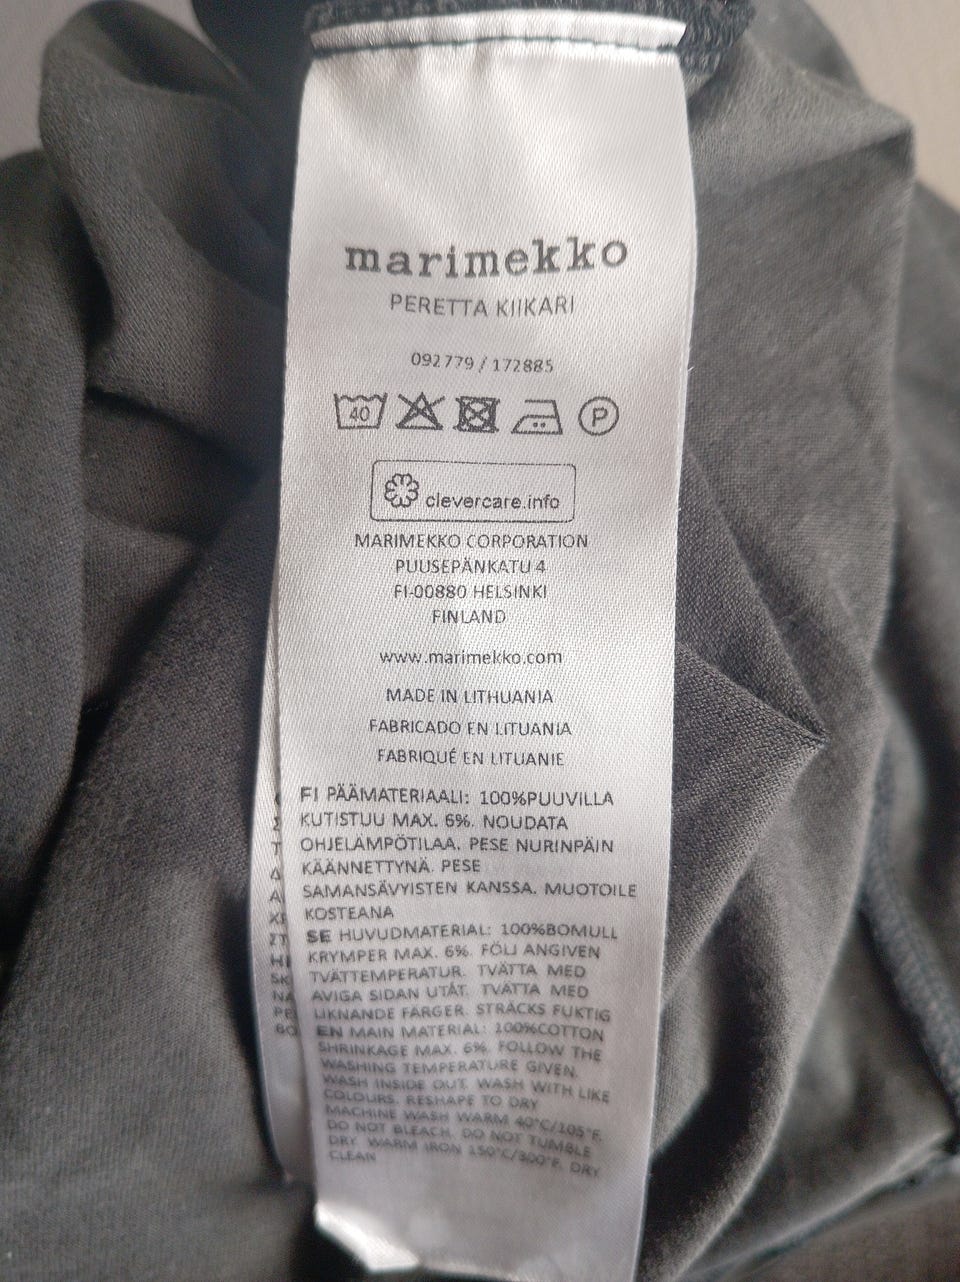 marimekko
PERETTA KIIKARI
092779 / 172885
40
P
clevercare.info
MARIMEKKO CORPORATION
PUUSEPÄNKATU 4
FI-00880 HELSINKI
FINLAND
www.marimekko.com
MADE IN LITHUANIA
FABRICADO EN LITUANIA
FABRIQUÉ EN LITUANIE
FI PÄÄMATERIAALI: 100%PUUVILLA
KUTISTUU MAX. 6%. NOUDATA
OHJELÄMPÖTILAA. PESE NURINPÄIN
KÄÄNNETTYNÄ. PESE
SAMANSÄVYISTEN KANSSA. MUOTOILE
KOSTEANA
SE HUVUDMATERIAL: 100%BOMULL
KRYMPER MAX. 6%. FÖLJ ANGIVEN
TVÄTTEMPERATUR. TVÄTTA MED
AVIGA SIDAN UTÅT. TVÄTTA MED
LIKNANDE FÄRGER. STRÄCKS FUKTIG
EN MAIN MATERIAL: 100%COTTON
SHRINKAGE MAX. 6%. FOLLOW THE
WASHING TEMPERATURE GIVEN.
WASH INSIDE OUT. WASH WITH LIKE
COLOURS. RESHAPE TO DRY
MACHINE WASH WARM 40°C/105°F.
DO NOT BLEACH. DO NOT TUMBLE
DRY. WARM IRON 150°C/300°F. DRY
CLEAN